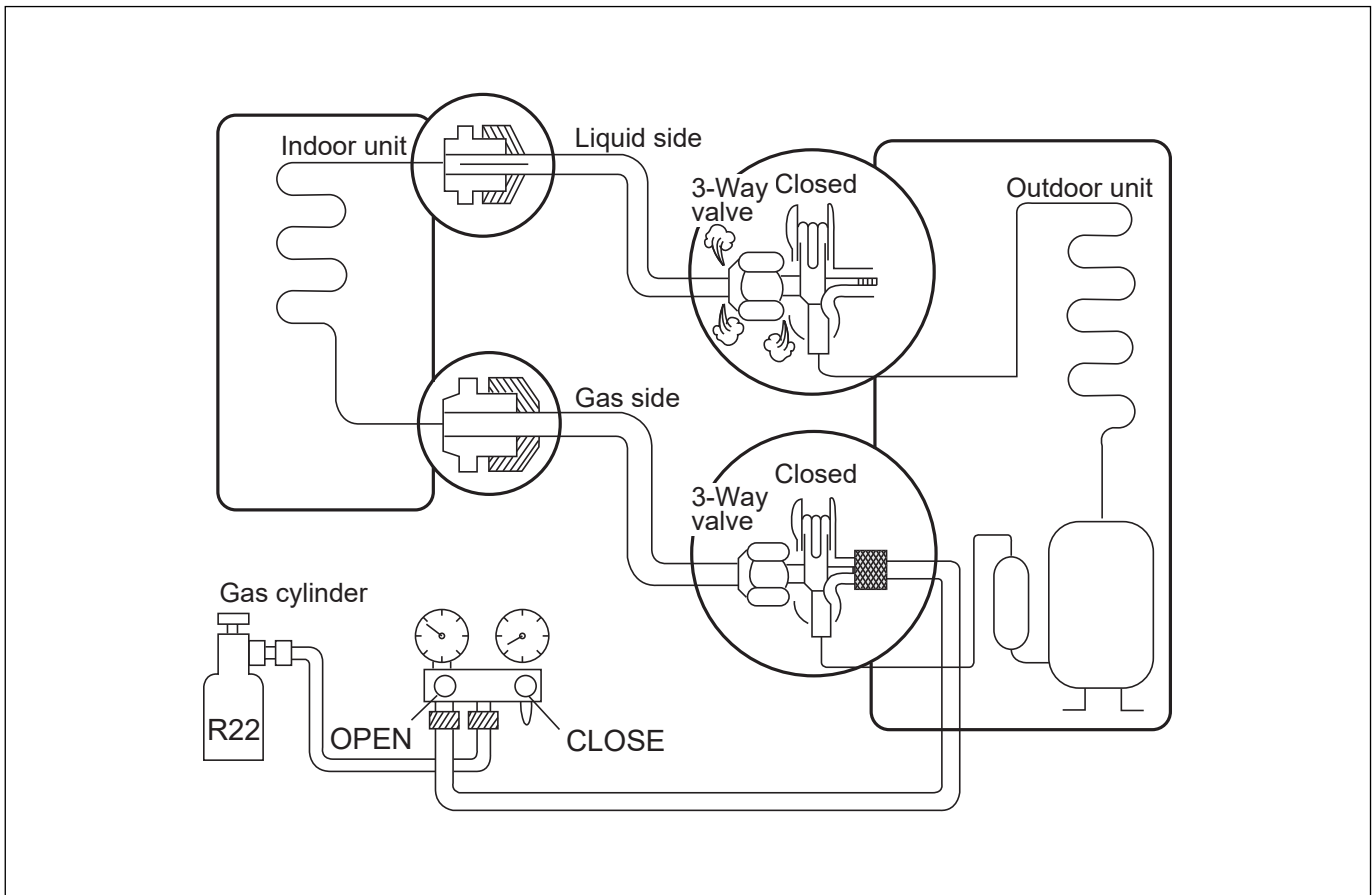 Indoor unit
Liquid side
3-Way
valve
Closed
Outdoor unit
Gas side
3-Way
valve
Closed
Gas cylinder
R22
OPEN
CLOSE